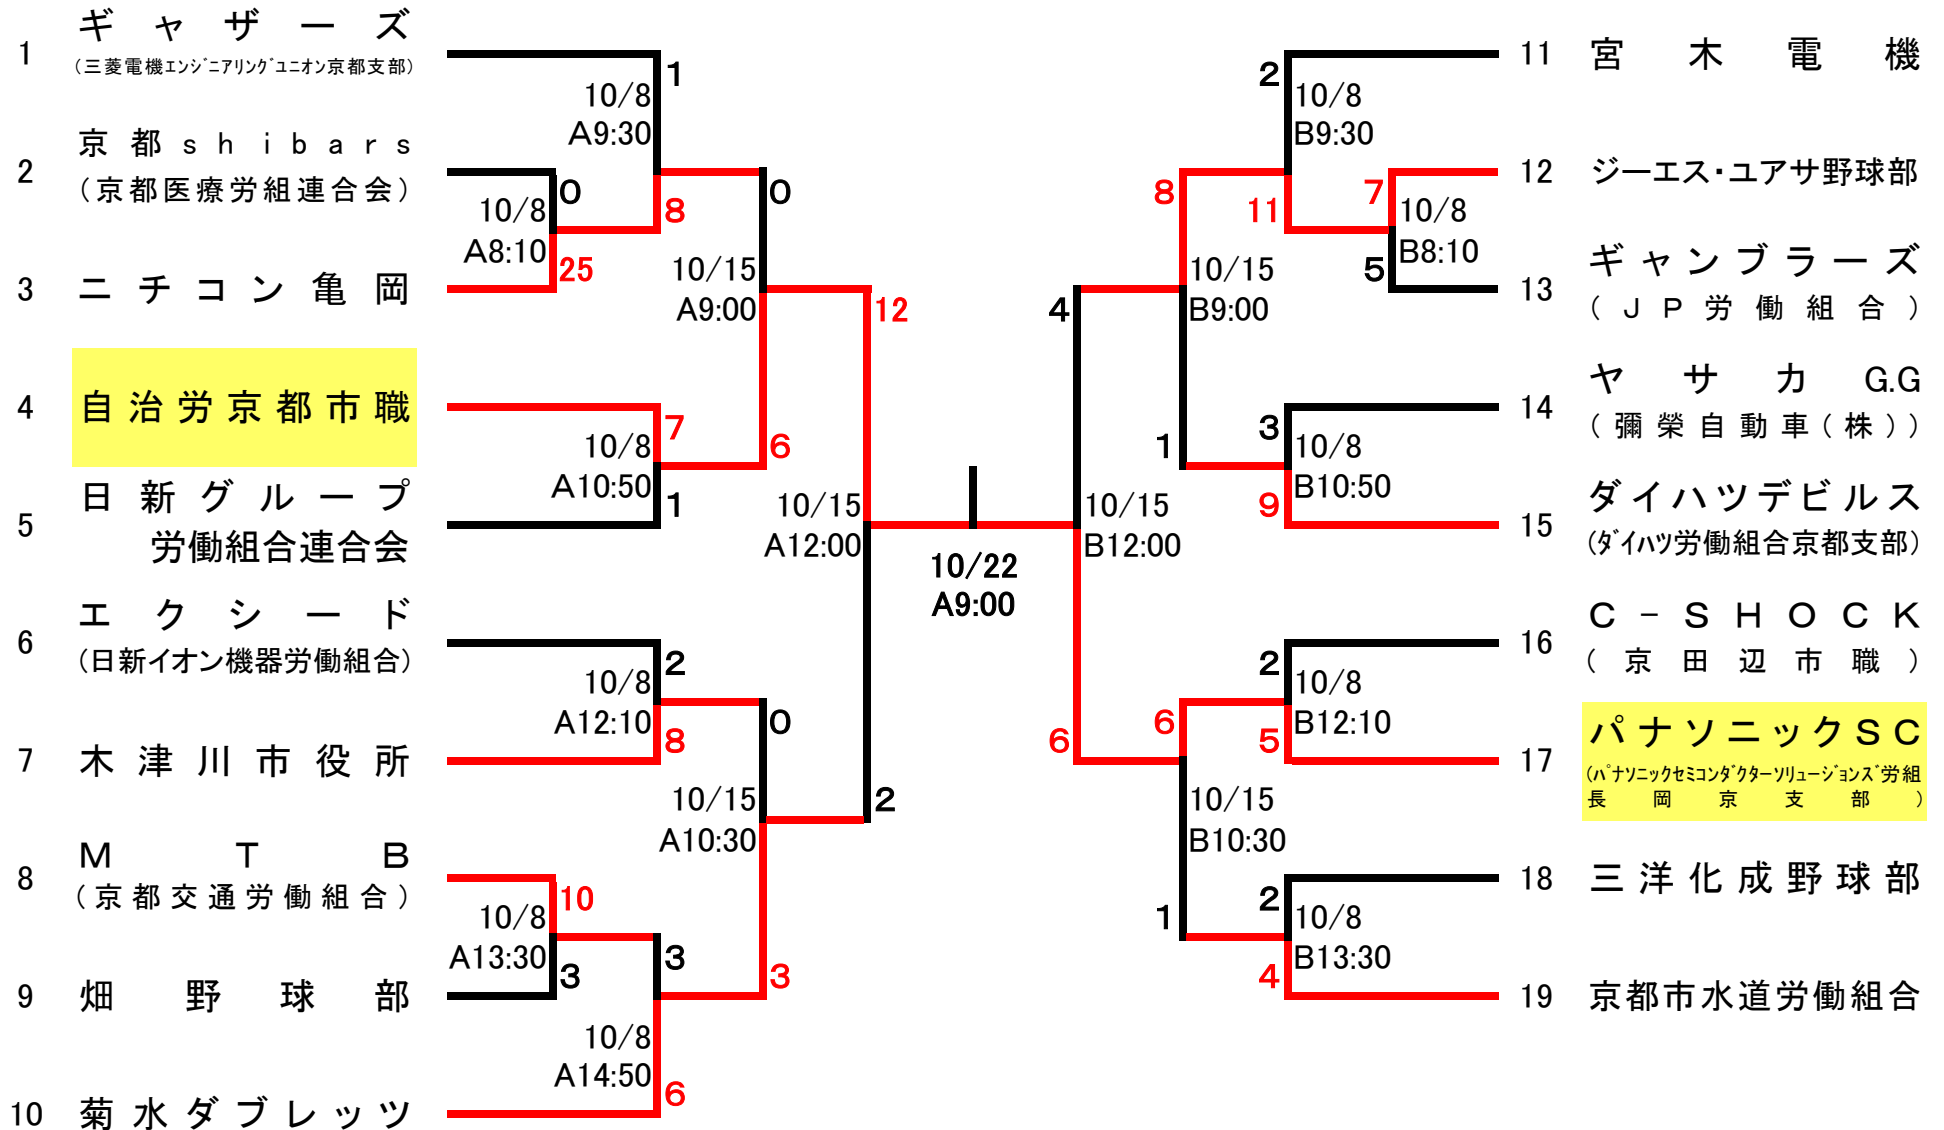 1 ギャザーズ
(三菱電機エンジニアリングユニオン京都支部)
2 京都shibars
(京都医療労組連合会)
3 ニチコン亀岡
4 自治労京都市職
5 日新グループ
労働組合連合会
6 エクシード
(日新イオン機器労働組合)
7 木津川市役所
8 MTB
(京都交通労働組合)
9 畑野球部
10 菊水ダブレッツ
1
10/8
A9:30
8
0
10/8
A8:10
25
0
10/15
A9:00
6
7
10/8
A10:50
1
12
10/15
A12:00
2
2
10/8
A12:10
8
0
10/15
A10:30
3
10
10/8
A13:30
3
3
10/8
A14:50
6
10/22
A9:00
4
10/15
B12:00
6
8
10/15
B9:00
1
2
10/8
B9:30
11
7
10/8
B8:10
5
3
10/8
B10:50
9
6
10/15
B10:30
1
2
10/8
B12:10
5
2
10/8
B13:30
4
11 宮木電機
12 ジーエス・ユアサ野球部
13 ギャンブラーズ
(JP労働組合)
14 ヤサカG.G
(彌榮自動車(株))
15 ダイハツデビルス
(ダイハツ労働組合京都支部)
16 C-SHOCK
(京田辺市職)
17 パナソニックSC
(パナソニックセミコンダクターソリューションズ労組
長岡京支部)
18 三洋化成野球部
19 京都市水道労働組合